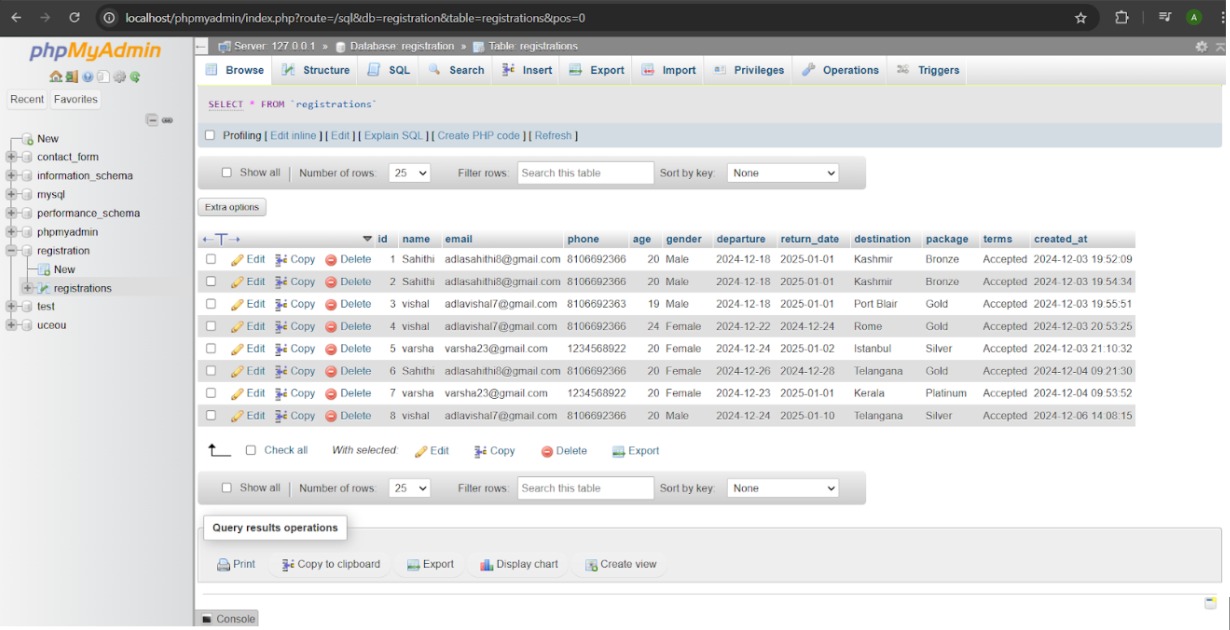 localhost/phpmyadmin/index.php?route=/sql&db=registration&table=registrations&pos=0
A
phpMyAdmin
Recent Favorites
New
contact_form
information_schema
mysql
performance_schema
phpmyadmin
registration
New
registrations
test
uceou
Server: 127.0.0.1 » Database: registration » Table: registrations
Browse Structure SQL Search Insert Export Import Privileges Operations Triggers
SELECT * FROM `registrations`
Profiling [ Edit inline ] [ Edit ] [ Explain SQL ] [ Create PHP code ] [ Refresh ]
Show all Number of rows: 25 Filter rows: Search this table Sort by key: None
Extra options
←T→ id name email phone age gender departure return_date destination package terms created_at
Edit Copy Delete 1 Sahithi adlasahithi8@gmail.com 8106692366 20 Male 2024-12-18 2025-01-01 Kashmir Bronze Accepted 2024-12-03 19:52:09
Edit Copy Delete 2 Sahithi adlasahithi8@gmail.com 8106692366 20 Male 2024-12-18 2025-01-01 Kashmir Bronze Accepted 2024-12-03 19:54:34
Edit Copy Delete 3 vishal adlavishal7@gmail.com 8106692363 19 Male 2024-12-18 2025-01-01 Port Blair Gold Accepted 2024-12-03 19:55:51
Edit Copy Delete 4 vishal adlavishal7@gmail.com 8106692366 24 Female 2024-12-22 2024-12-24 Rome Gold Accepted 2024-12-03 20:53:25
Edit Copy Delete 5 varsha varsha23@gmail.com 1234568922 20 Female 2024-12-24 2025-01-02 Istanbul Silver Accepted 2024-12-03 21:10:32
Edit Copy Delete 6 Sahithi adlasahithi8@gmail.com 8106692366 20 Female 2024-12-26 2024-12-28 Telangana Gold Accepted 2024-12-04 09:21:30
Edit Copy Delete 7 varsha varsha23@gmail.com 1234568922 20 Female 2024-12-23 2025-01-01 Kerala Platinum Accepted 2024-12-04 09:53:52
Edit Copy Delete 8 vishal adlavishal7@gmail.com 8106692366 20 Male 2024-12-24 2025-01-10 Telangana Silver Accepted 2024-12-06 14:08:15
Check all With selected: Edit Copy Delete Export
Show all Number of rows: 25 Filter rows: Search this table Sort by key: None
Query results operations
Print Copy to clipboard Export Display chart Create view
Console